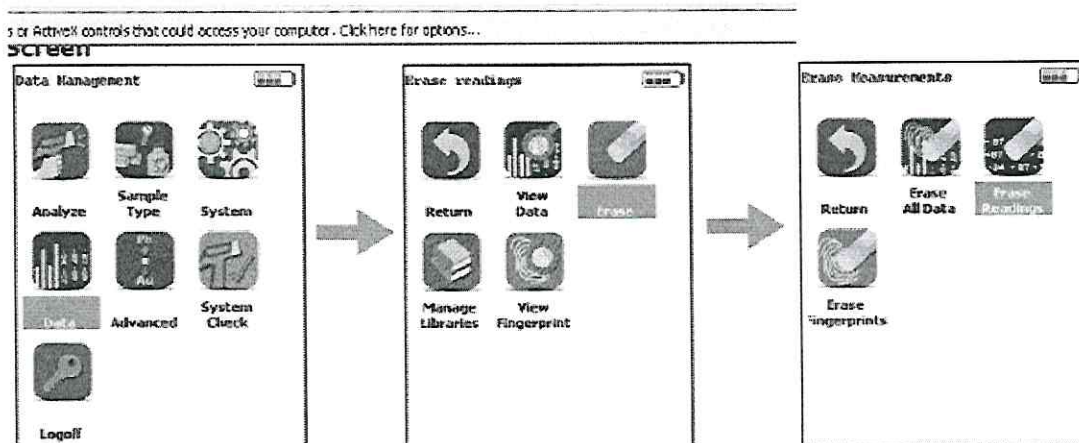 s or ActiveX controls that could access your computer. Click here for options...
Screen
Data Management
Analyze
Sample
Type
System
Data
Advanced
System
Check
Logoff
Erase readings
Return
View
Data
Erase
Manage
Libraries
View
Fingerprint
Erase Measurements
Return
Erase
All Data
Erase
Readings
Erase
Fingerprints